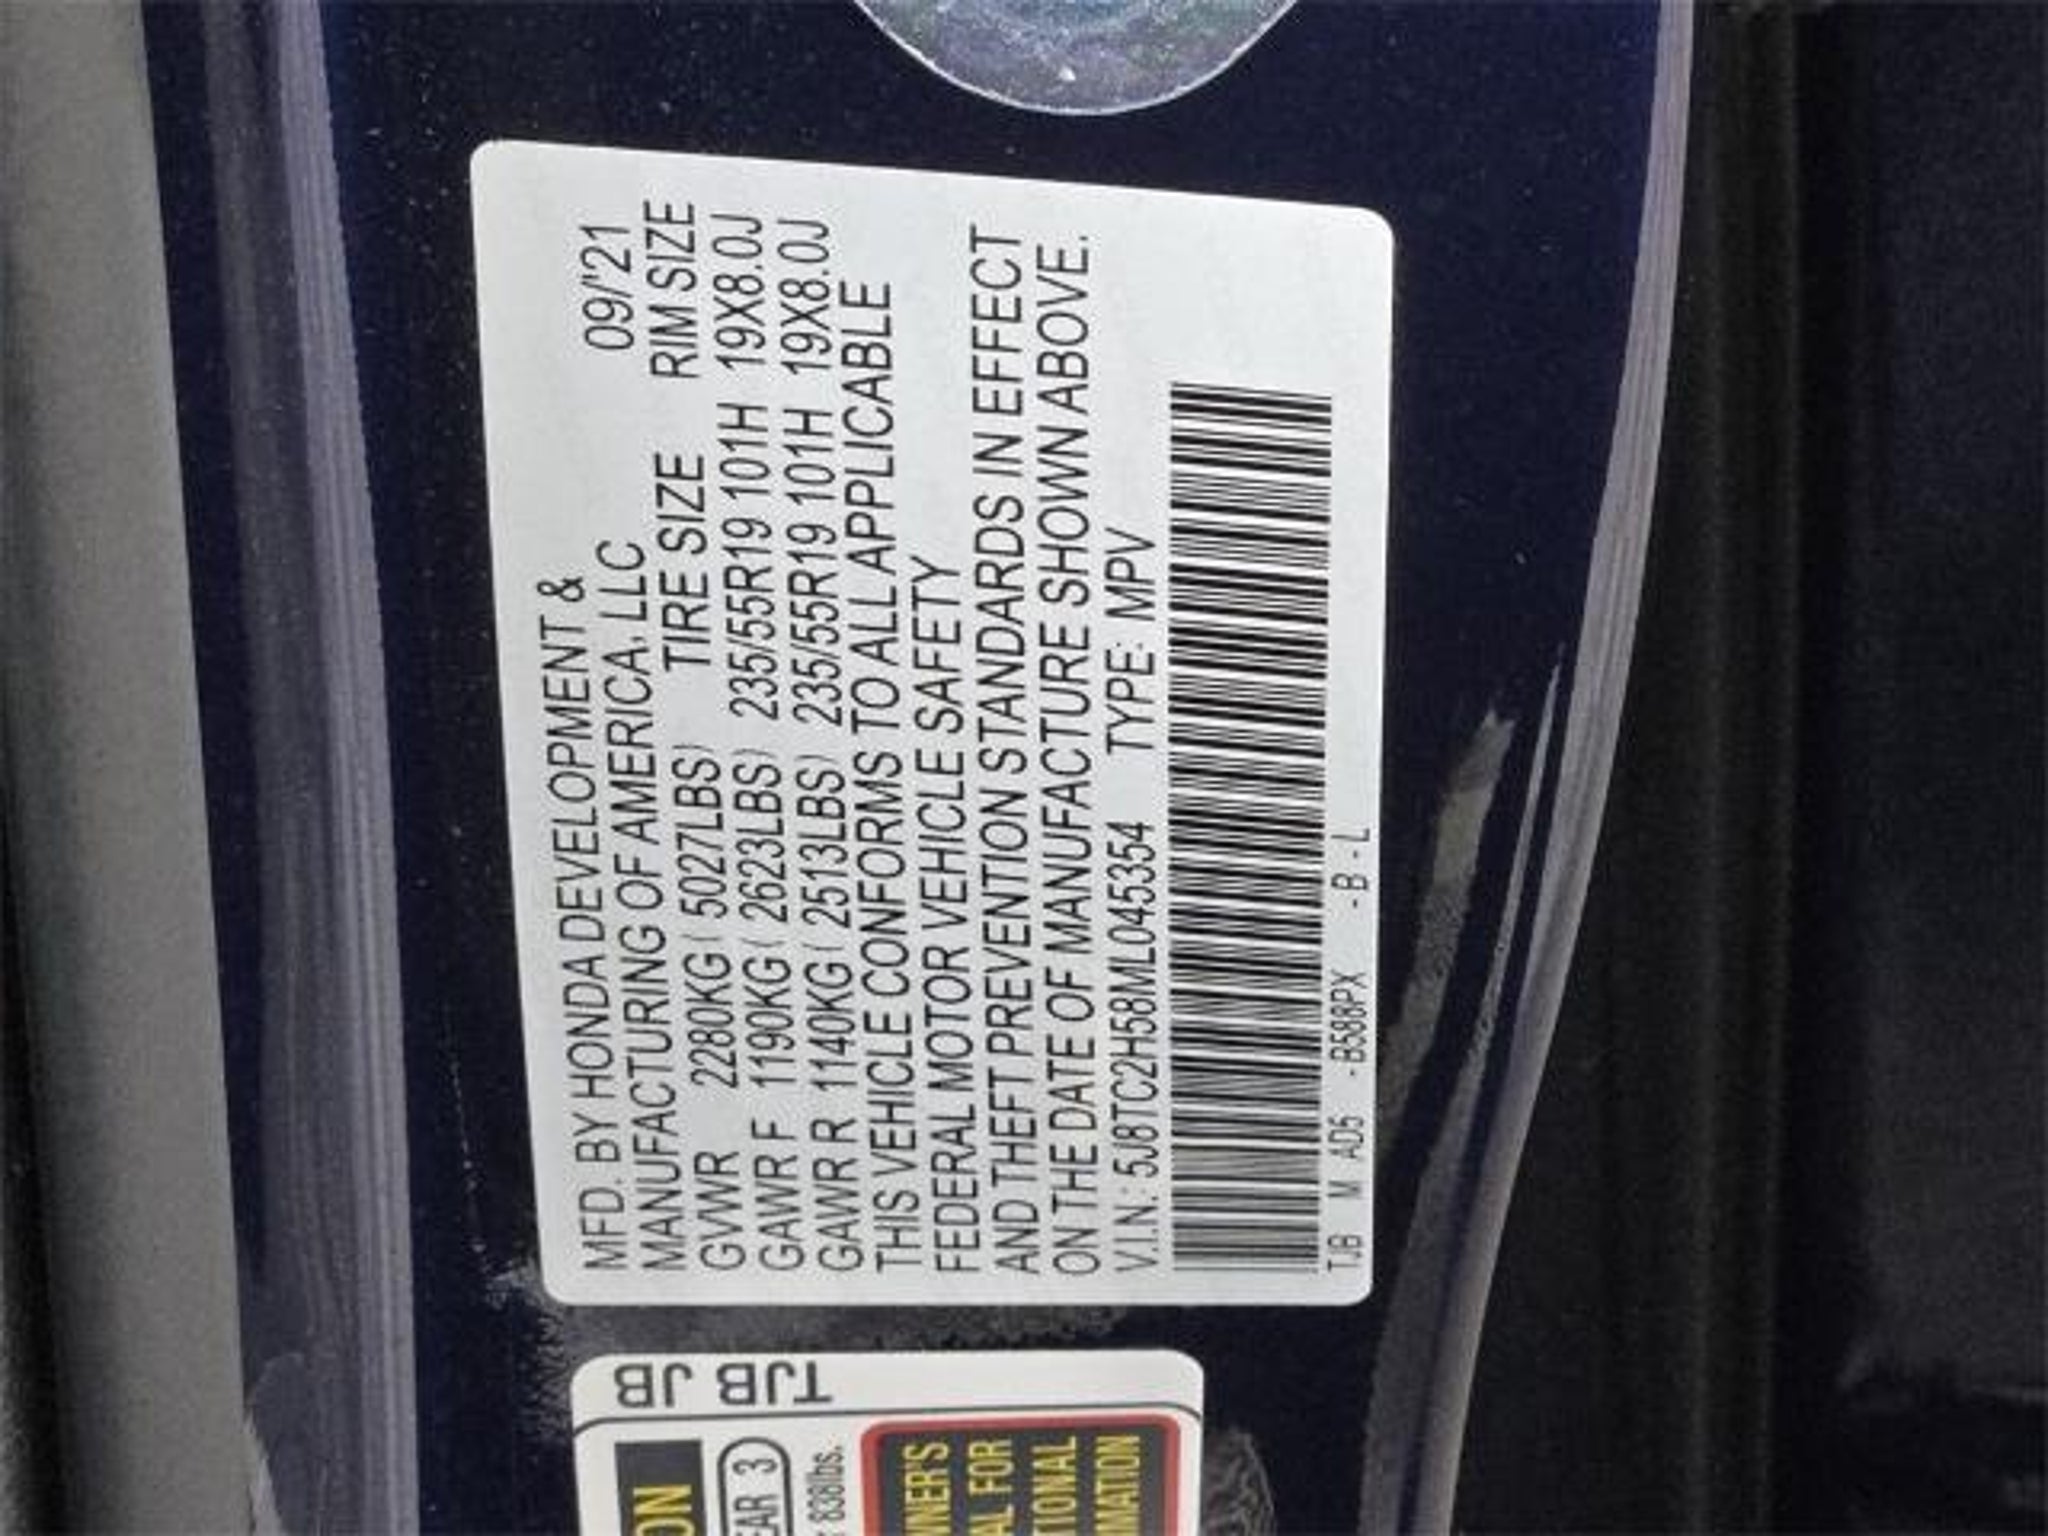 MFD. BY HONDA DEVELOPMENT &
MANUFACTURING OF AMERICA, LLC 09/'21
GVWR 2280KG ( 5027LBS) TIRE SIZE RIM SIZE
GAWR F 1190KG ( 2623LBS) 235/55R19 101H 19X8.0J
GAWR R 1140KG ( 2513LBS) 235/55R19 101H 19X8.0J
THIS VEHICLE CONFORMS TO ALL APPLICABLE
FEDERAL MOTOR VEHICLE SAFETY
AND THEFT PREVENTION STANDARDS IN EFFECT
ON THE DATE OF MANUFACTURE SHOWN ABOVE.
V.I.N.: 5J8TC2H58ML045354 TYPE: MPV
TJB M AD5 -B588PX -B-L
TJB JB
838lbs.
3
FOR